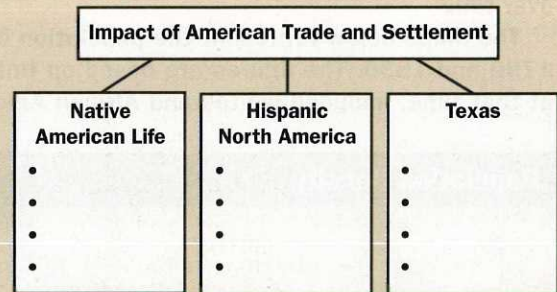 Impact of American Trade and Settlement
Native
American Life
•
•
•
•
Hispanic
North America
•
•
•
•
Texas
•
•
•
•